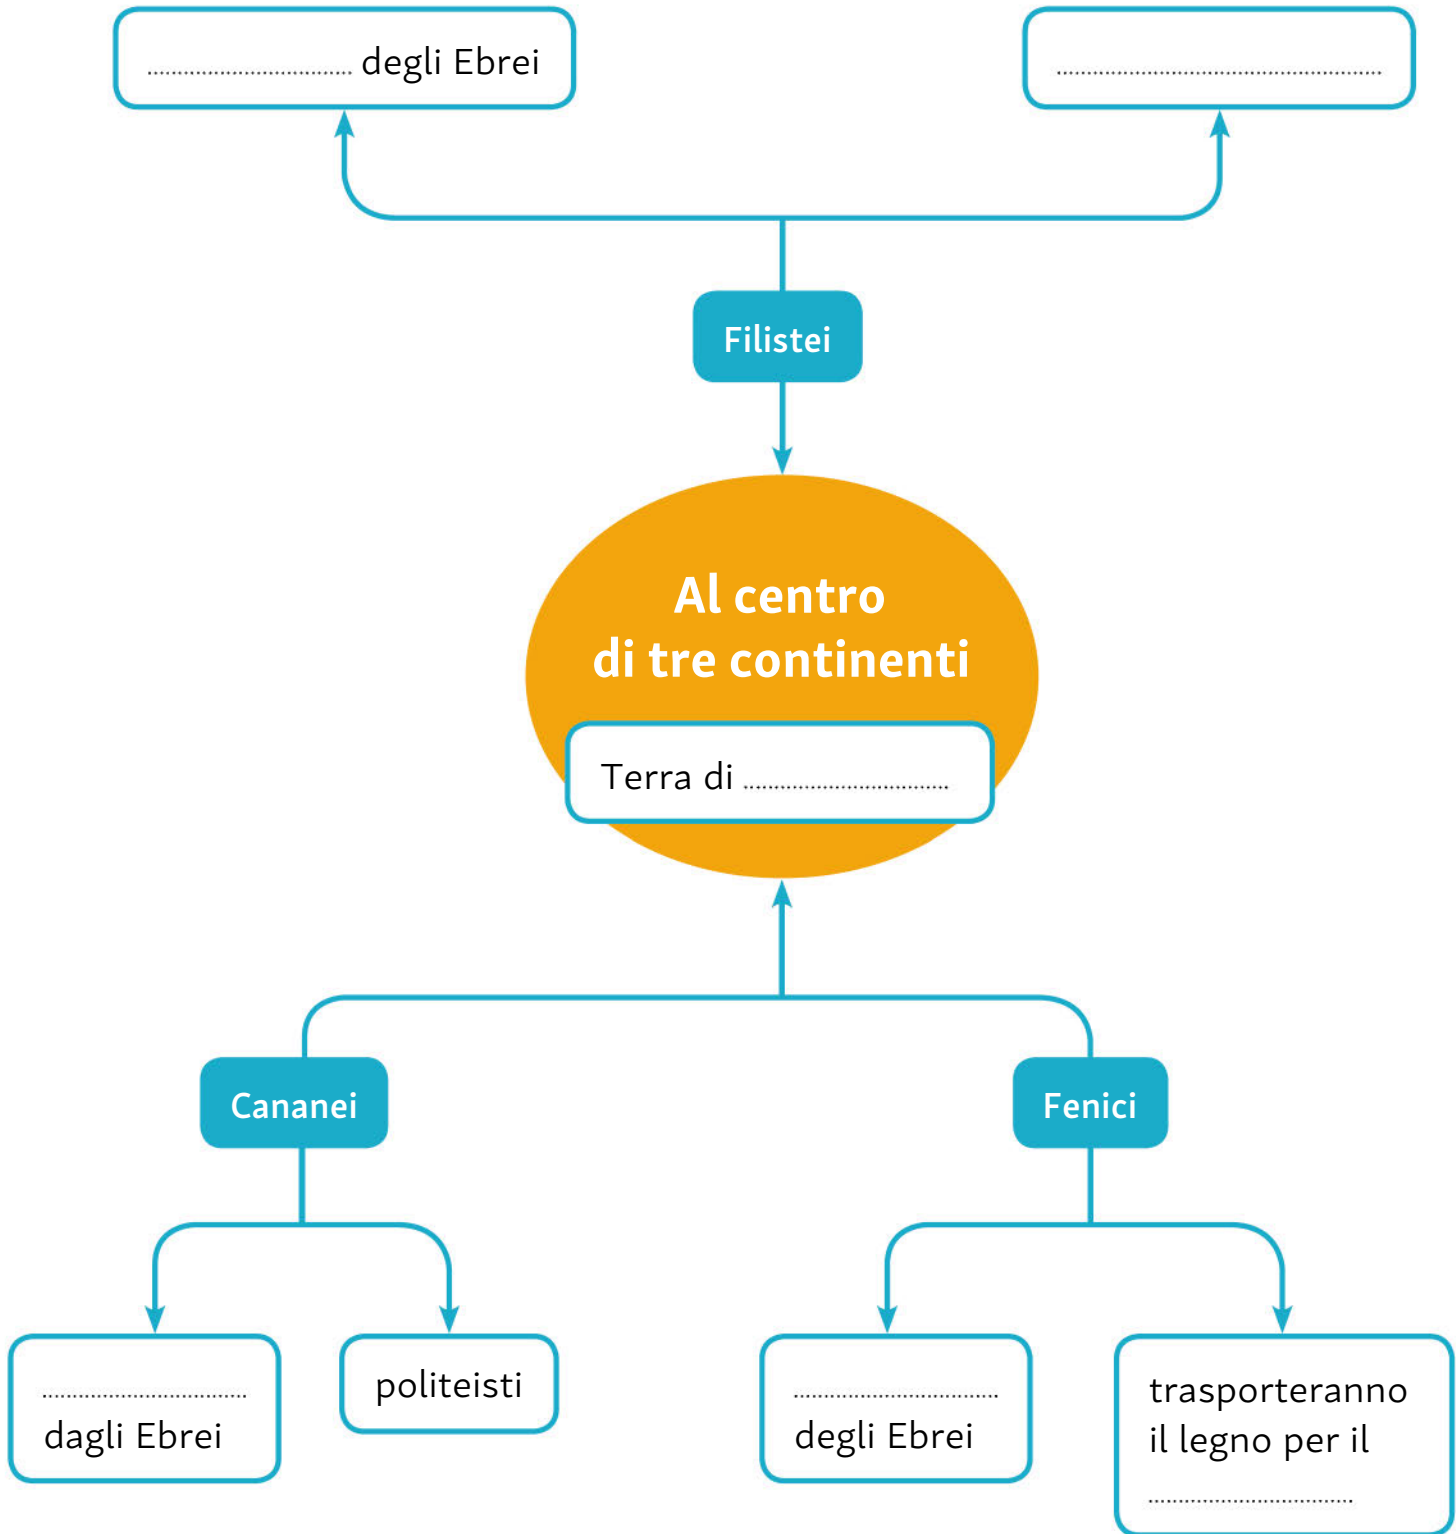 .................................. degli Ebrei
......................................................
Filistei
Al centro
di tre continenti
Terra di ..................................
Cananei
Fenici
..................................
dagli Ebrei
politeisti
..................................
degli Ebrei
trasporteranno
il legno per il
..................................